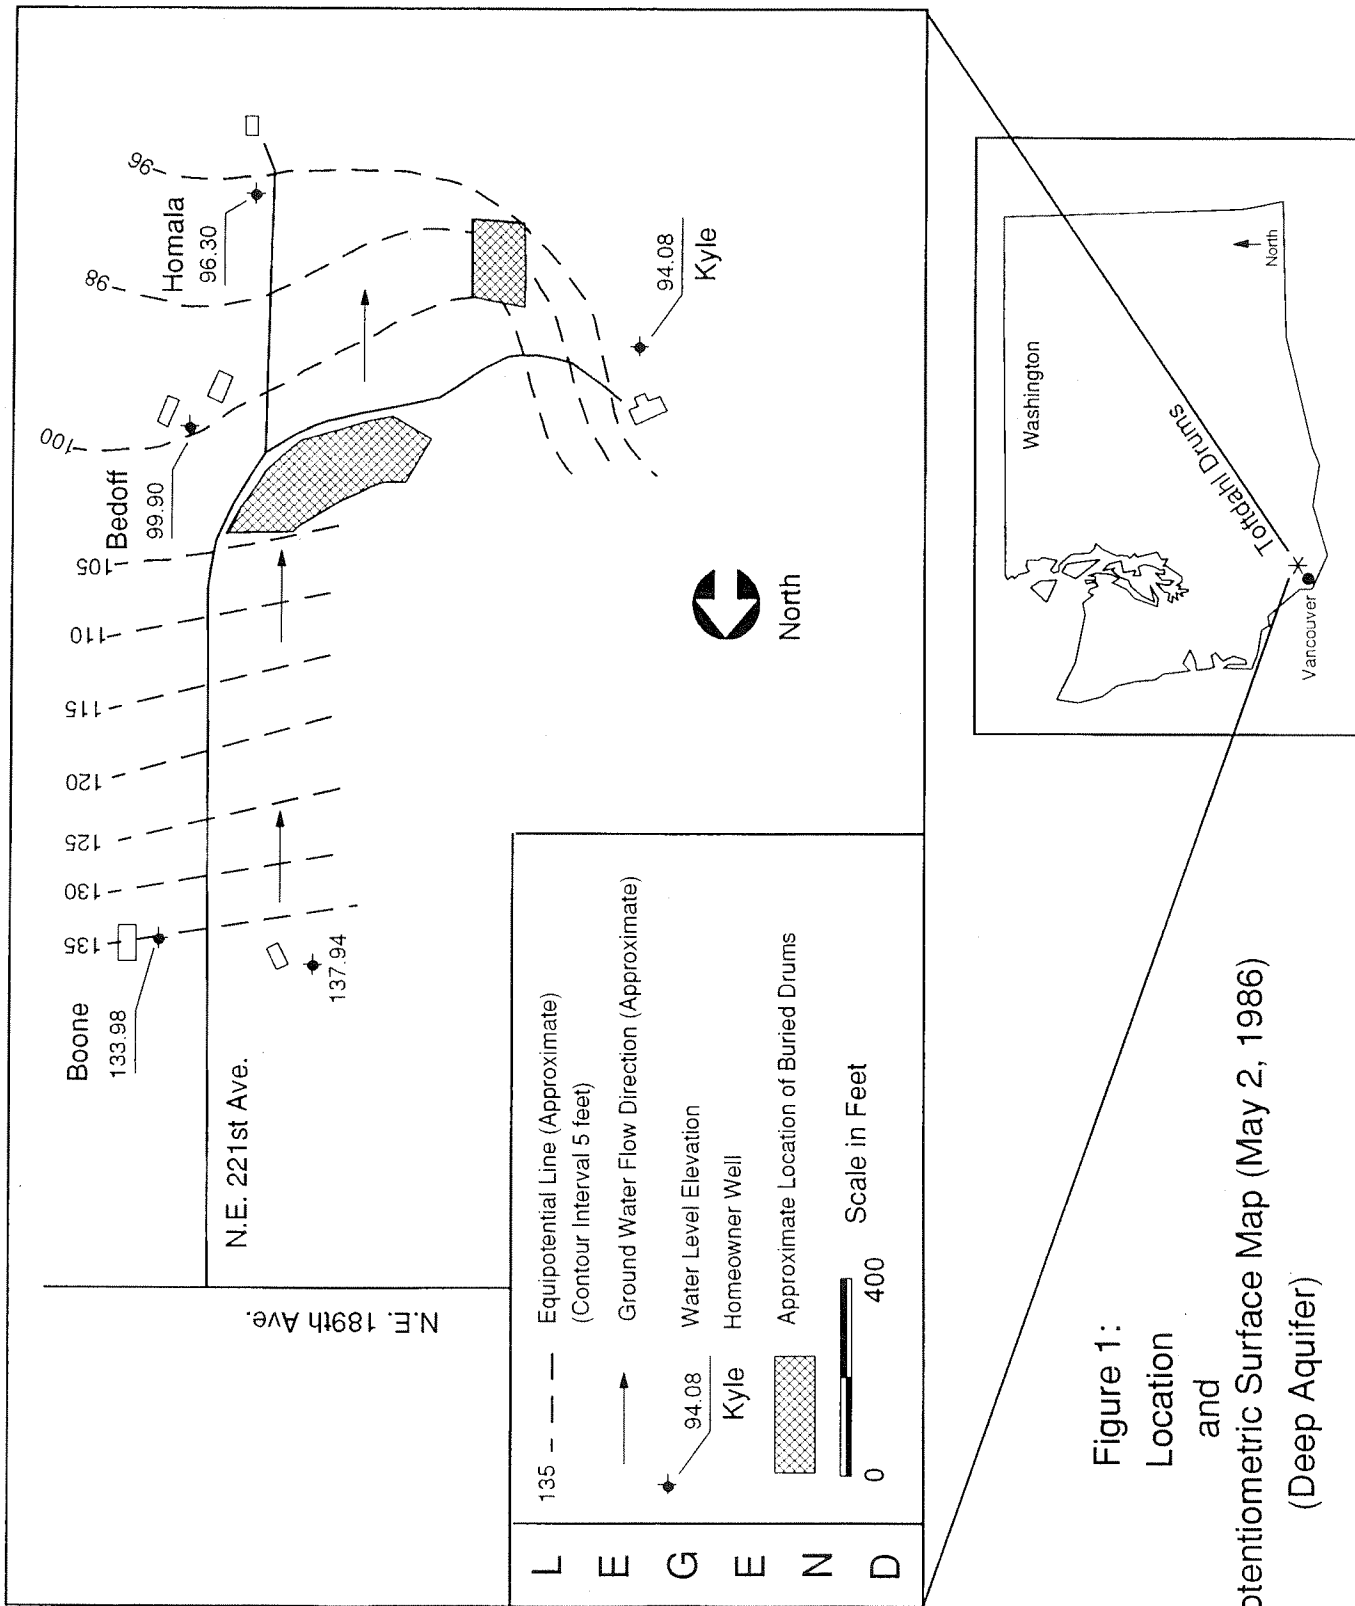 Boone
133.98
137.94
Bedoff
99.90
Homala
96.30
94.08
Kyle
135
130
125
120
115
110
105
100
98
96
N.E. 221st Ave.
N.E. 189th Ave.
North
LEGEND
135
Equipotential Line (Approximate)
(Contour Interval 5 feet)
Ground Water Flow Direction (Approximate)
94.08
Water Level Elevation
Kyle
Homeowner Well
Approximate Location of Buried Drums
0
400
Scale in Feet
Washington
North
Toftdahl Drums
Vancouver
Figure 1:
Location
and
otentiometric Surface Map (May 2, 1986)
(Deep Aquifer)